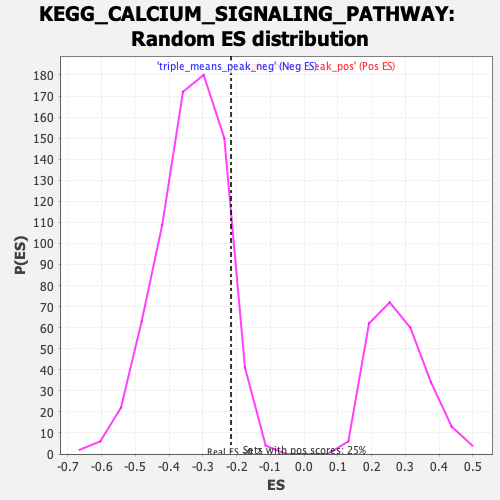 KEGG_CALCIUM_SIGNALING_PATHWAY:
Random ES distribution
'triple_means_peak_neg' (Neg ES) eak_pos' (Pos ES)
180
170
160
150
140
130
120
110
100
90
80
70
60
50
40
30
20
10
0
P(ES)
Real ES Sets with pos scores: 25%
-0.7 -0.6 -0.5 -0.4 -0.3 -0.2 -0.1 0.0 0.1 0.2 0.3 0.4 0.5
ES